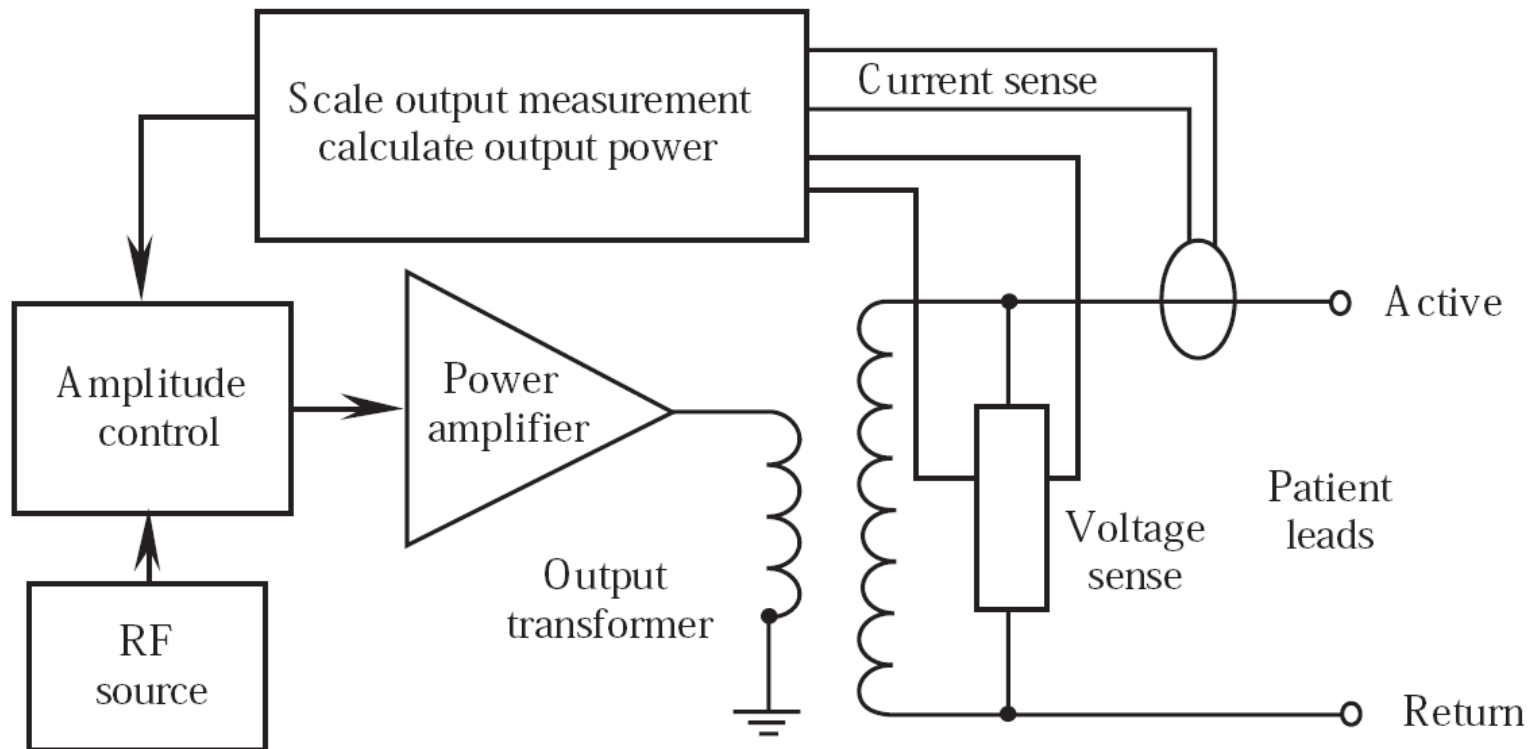 Scale output measurement
calculate output power
Current sense
Active
Amplitude
control
Power
amplifier
Patient
leads
Voltage
sense
Output
transformer
RF
source
Return